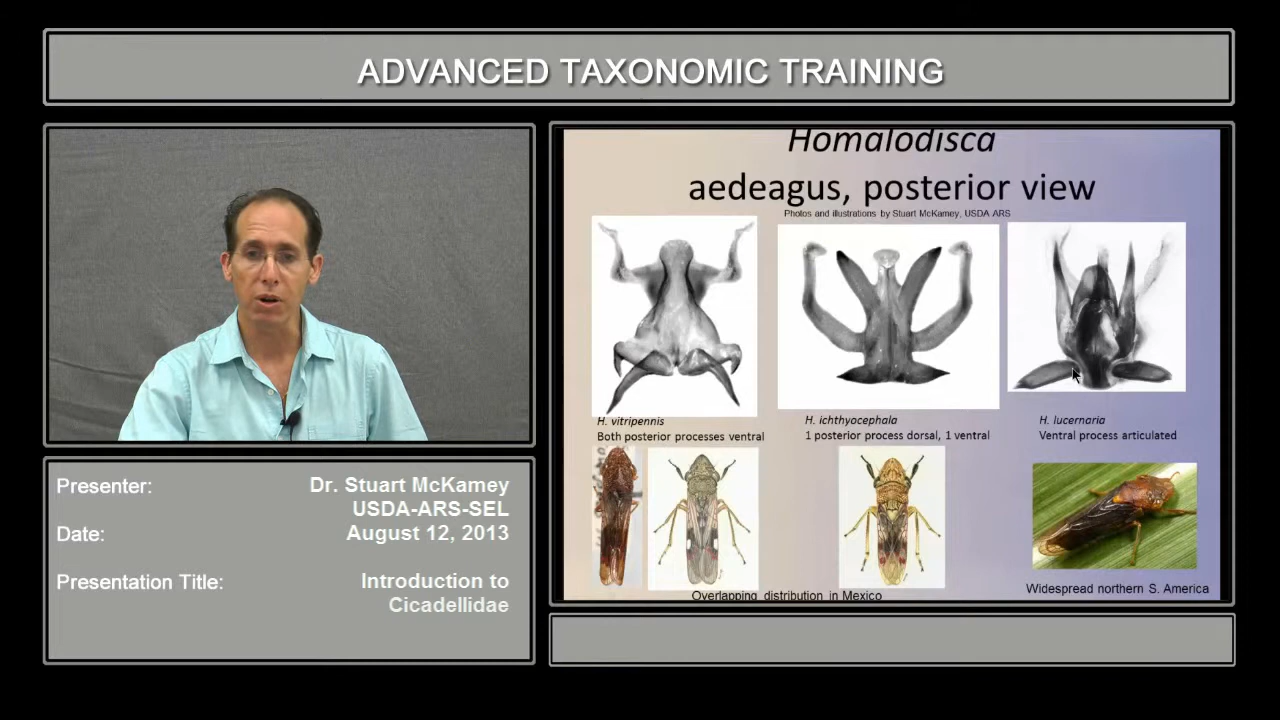 ADVANCED TAXONOMIC TRAINING
Presenter:
Dr. Stuart McKamey
USDA-ARS-SEL
Date:
August 12, 2013
Presentation Title:
Introduction to
Cicadellidae
Homalodisca
aedeagus, posterior view
Photos and illustrations by Stuart McKamey, USDA ARS
H. vitripennis
Both posterior processes ventral
H. ichthyocephala
1 posterior process dorsal, 1 ventral
H. lucernaria
Ventral process articulated
Overlapping distribution in Mexico
Widespread northern S. America